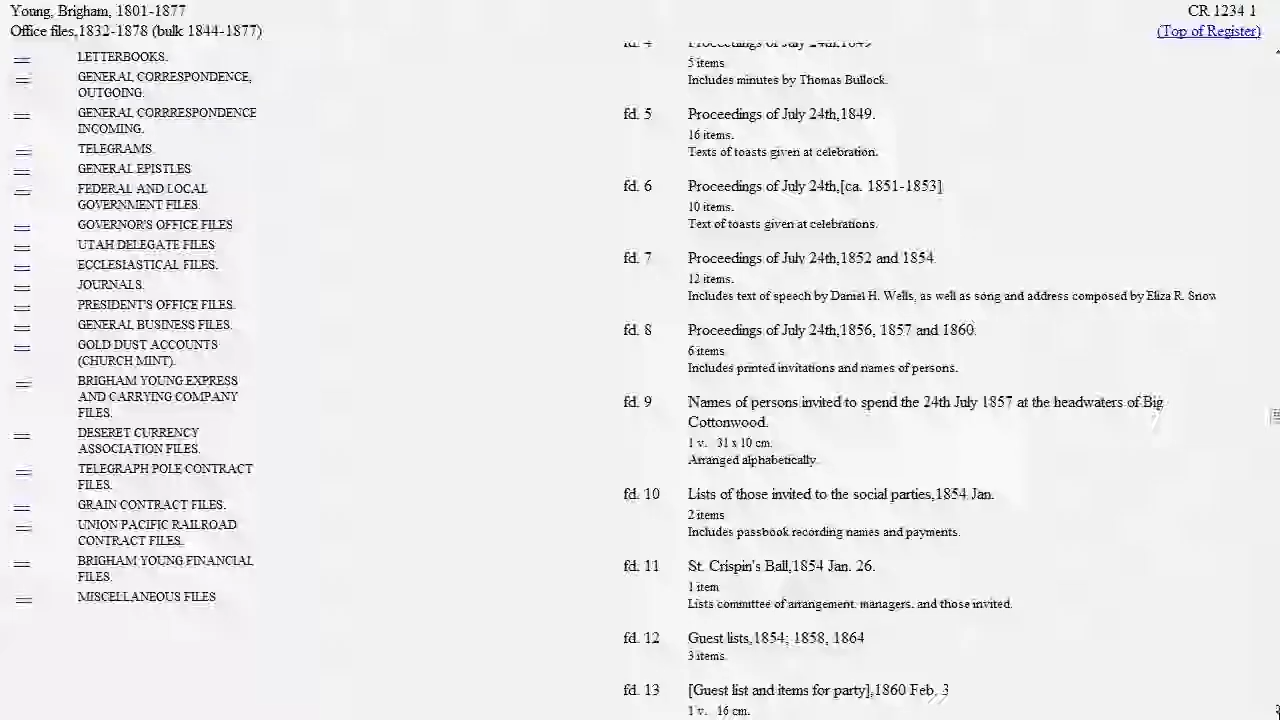 Young, Brigham, 1801-1877
Office files,1832-1878 (bulk 1844-1877)
CR 1234 1
(Top of Register)
LETTERBOOKS.
GENERAL CORRESPONDENCE,
OUTGOING.
GENERAL CORRRESPONDENCE
INCOMING.
TELEGRAMS.
GENERAL EPISTLES
FEDERAL AND LOCAL
GOVERNMENT FILES.
GOVERNOR'S OFFICE FILES
UTAH DELEGATE FILES
ECCLESIASTICAL FILES.
JOURNALS.
PRESIDENT'S OFFICE FILES.
GENERAL BUSINESS FILES.
GOLD DUST ACCOUNTS
(CHURCH MINT).
BRIGHAM YOUNG EXPRESS
AND CARRYING COMPANY
FILES.
DESERET CURRENCY
ASSOCIATION FILES.
TELEGRAPH POLE CONTRACT
FILES.
GRAIN CONTRACT FILES.
UNION PACIFIC RAILROAD
CONTRACT FILES.
BRIGHAM YOUNG FINANCIAL
FILES.
MISCELLANEOUS FILES
fd. 4 Proceedings of July 24th,1849
5 items
Includes minutes by Thomas Bullock.
fd. 5 Proceedings of July 24th,1849.
16 items.
Texts of toasts given at celebration.
fd. 6 Proceedings of July 24th,[ca. 1851-1853]
10 items.
Text of toasts given at celebrations.
fd. 7 Proceedings of July 24th,1852 and 1854
12 items.
Includes text of speech by Daniel H. Wells, as well as song and address composed by Eliza R. Snow
fd. 8 Proceedings of July 24th,1856, 1857 and 1860.
6 items
Includes printed invitations and names of persons.
fd. 9 Names of persons invited to spend the 24th July 1857 at the headwaters of Big
Cottonwood.
1 v. 31 x 10 cm.
Arranged alphabetically.
fd. 10 Lists of those invited to the social parties,1854 Jan.
2 items
Includes passbook recording names and payments.
fd. 11 St. Crispin's Ball,1854 Jan. 26.
1 item
Lists committee of arrangement, managers, and those invited.
fd. 12 Guest lists,1854; 1858, 1864
3 items.
fd. 13 [Guest list and items for party],1860 Feb. 3
1 v. 16 cm.